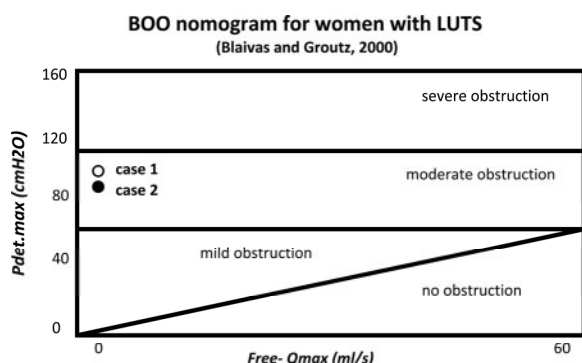 BOO nomogram for women with LUTS
(Blaivas and Groutz, 2000)
Pdet.max (cmH2O)
160
severe obstruction
120
case 1
case 2
moderate obstruction
80
mild obstruction
40
no obstruction
0
0 60
Free- Qmax (ml/s)